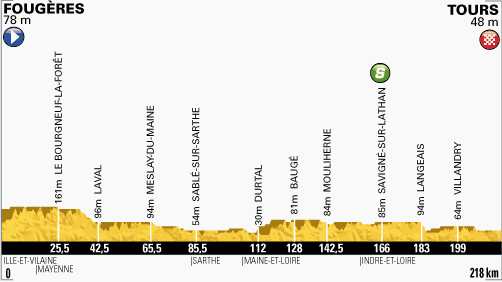 FOUGÈRES
78 m
TOURS
48 m
S
161m LE BOURGNEUF-LA-FORÊT
96m LAVAL
94m MESLAY-DU-MAINE
54m SABLÉ-SUR-SARTHE
30m DURTAL
81m BAUGÉ
84m MOULIHERNE
85m SAVIGNÉ-SUR-LATHAN
94m LANGEAIS
64m VILLANDRY
25,5 42,5 65,5 85,5 112 128 142,5 166 183 199
ILLE-ET-VILAINE
MAYENNE
SARTHE
MAINE-ET-LOIRE
INDRE-ET-LOIRE
0
218 km